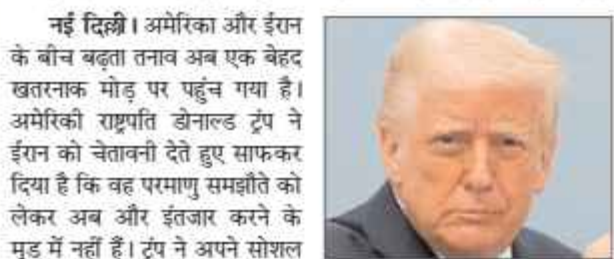 नई दिल्ली। अमेरिका और ईरान
के बीच बढ़ता तनाव अब एक बेहद
खतरनाक मोड़ पर पहुंच गया है।
अमेरिकी राष्ट्रपति डोनाल्ड ट्रंप ने
ईरान को चेतावनी देते हुए साफकर
दिया है कि वह परमाणु समझौते को
लेकर अब और इंतजार करने के
मूड में नहीं हैं। ट्रंप ने अपने सोशल